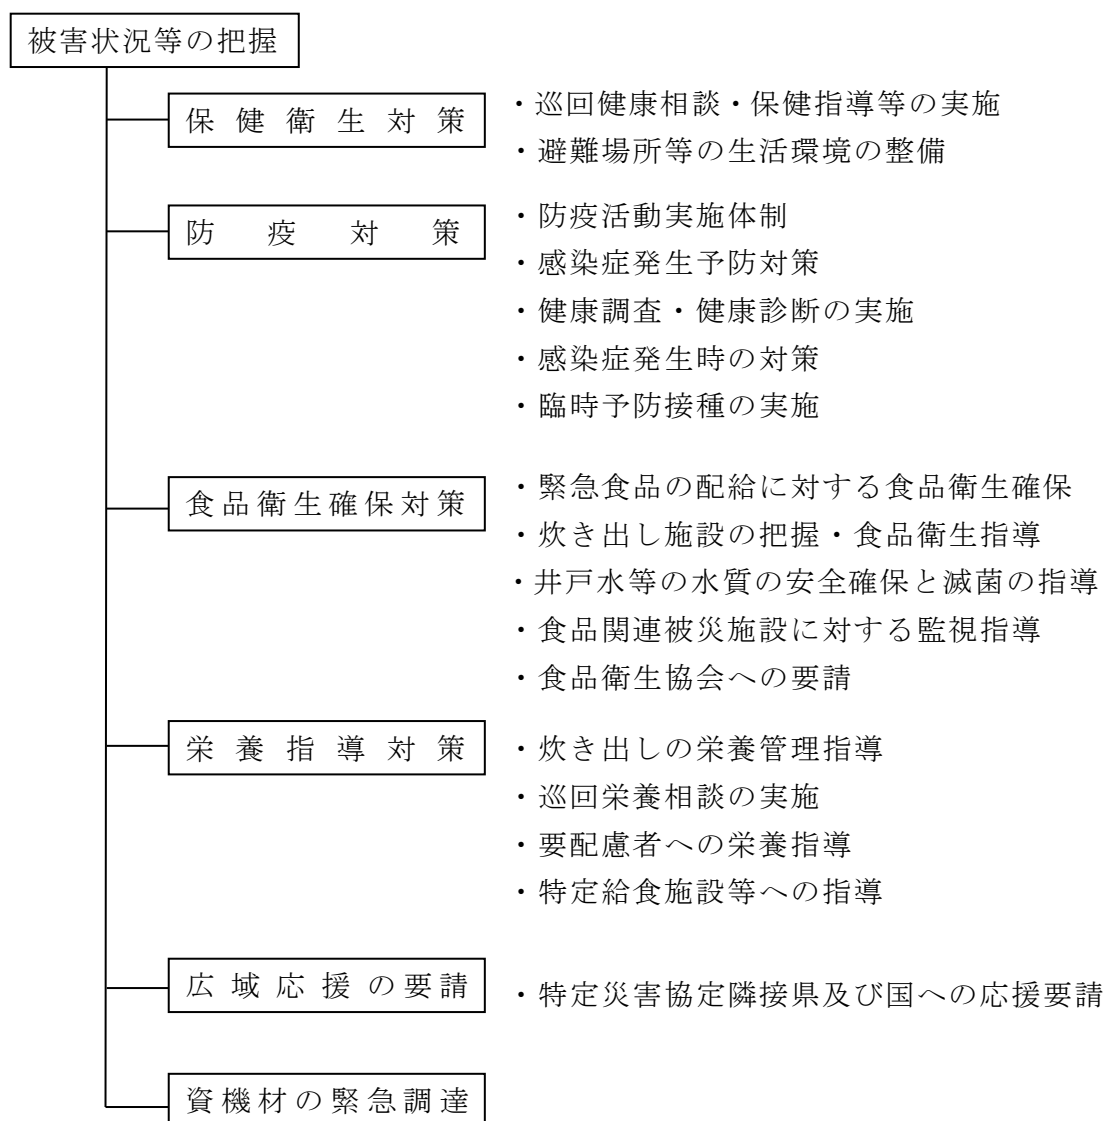 被害状況等の把握
保健衛生対策
・巡回健康相談・保健指導等の実施
・避難場所等の生活環境の整備
防疫対策
・防疫活動実施体制
・感染症発生予防対策
・健康調査・健康診断の実施
・感染症発生時の対策
・臨時予防接種の実施
食品衛生確保対策
・緊急食品の配給に対する食品衛生確保
・炊き出し施設の把握・食品衛生指導
・井戸水等の水質の安全確保と滅菌の指導
・食品関連被災施設に対する監視指導
・食品衛生協会への要請
栄養指導対策
・炊き出しの栄養管理指導
・巡回栄養相談の実施
・要配慮者への栄養指導
・特定給食施設等への指導
広域応援の要請
・特定災害協定隣接県及び国への応援要請
資機材の緊急調達